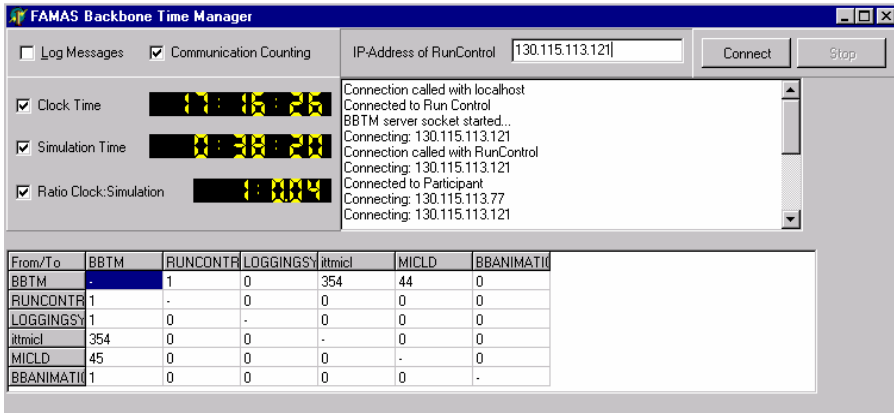 FAMAS Backbone Time Manager
Log Messages Communication Counting IP-Address of RunControl 130.115.113.121 Connect Stop
Clock Time 17:16:26
Simulation Time 0:38:20
Ratio Clock:Simulation 1:0.04
Connection called with localhost
Connected to Run Control
BBTM server socket started...
Connecting: 130.115.113.121
Connection called with RunControl
Connecting: 130.115.113.121
Connected to Participant
Connecting: 130.115.113.77
Connecting: 130.115.113.121
From/To BBTM RUNCONTR LOGGINGSY ittmicl MICLD BBANIMATIO
BBTM - 1 0 354 44 0
RUNCONTR 1 - 0 0 0 0
LOGGINGSY 1 0 - 0 0 0
ittmicl 354 0 0 - 0 0
MICLD 45 0 0 0 - 0
BBANIMATIO 1 0 0 0 0 -